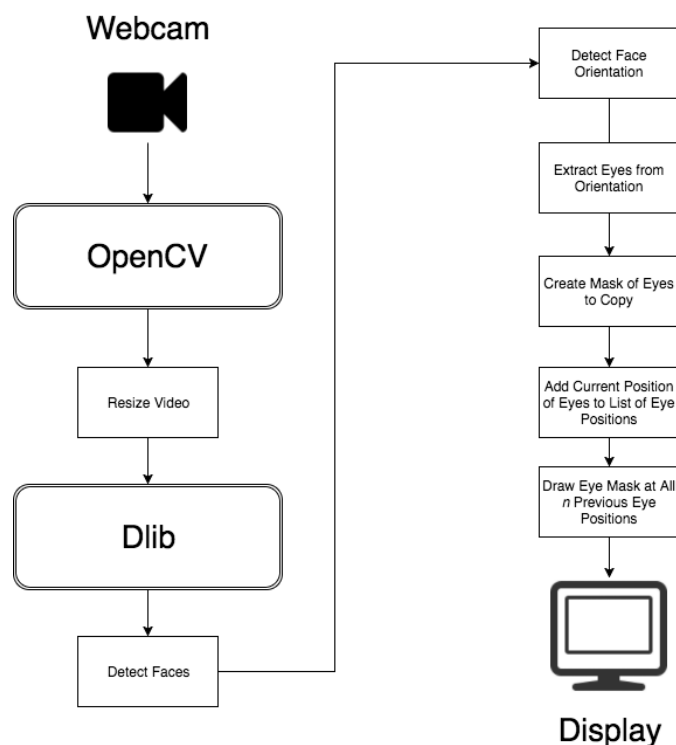 Webcam
OpenCV
Resize Video
Dlib
Detect Faces
Detect Face
Orientation
Extract Eyes from
Orientation
Create Mask of Eyes
to Copy
Add Current Position
of Eyes to List of Eye
Positions
Draw Eye Mask at All
n Previous Eye
Positions
Display